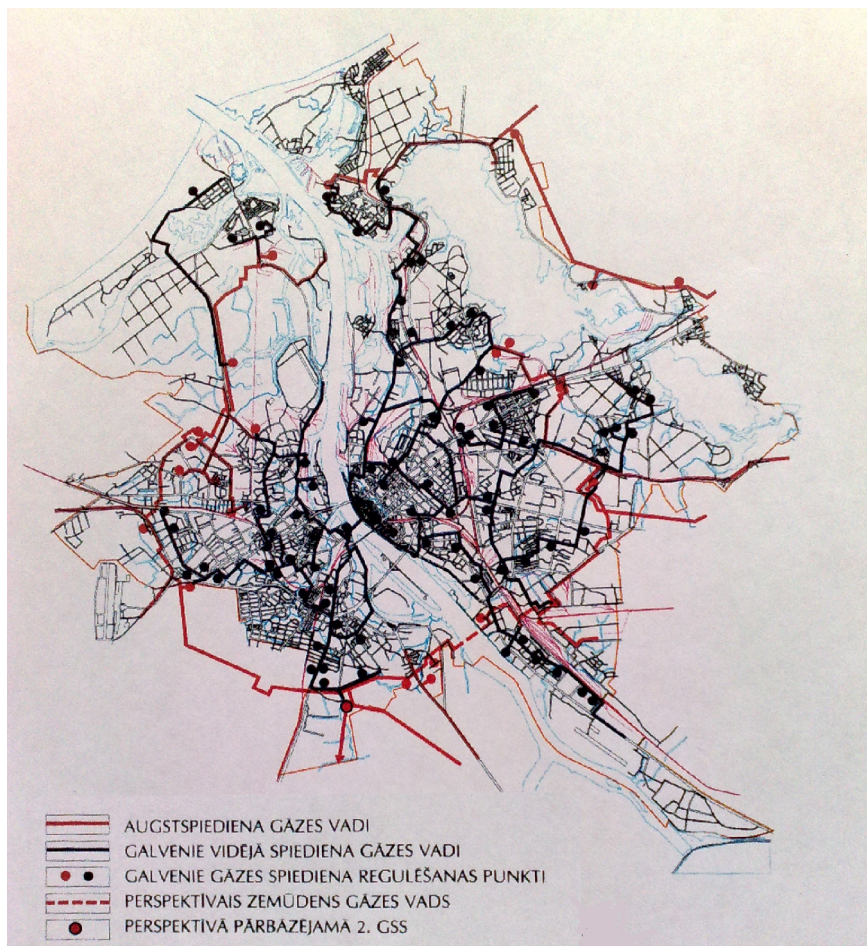 AUGSTSPIEDIENA GĀZES VADI
GALVENIE VIDĒJĀ SPIEDIENA GĀZES VADI
GALVENIE GĀZES SPIEDIENA REGULĒŠANAS PUNKTI
PERSPEKTĪVAIS ZEMŪDENS GĀZES VADS
PERSPEKTĪVĀ PĀRBĀZĒJAMĀ 2. GSS